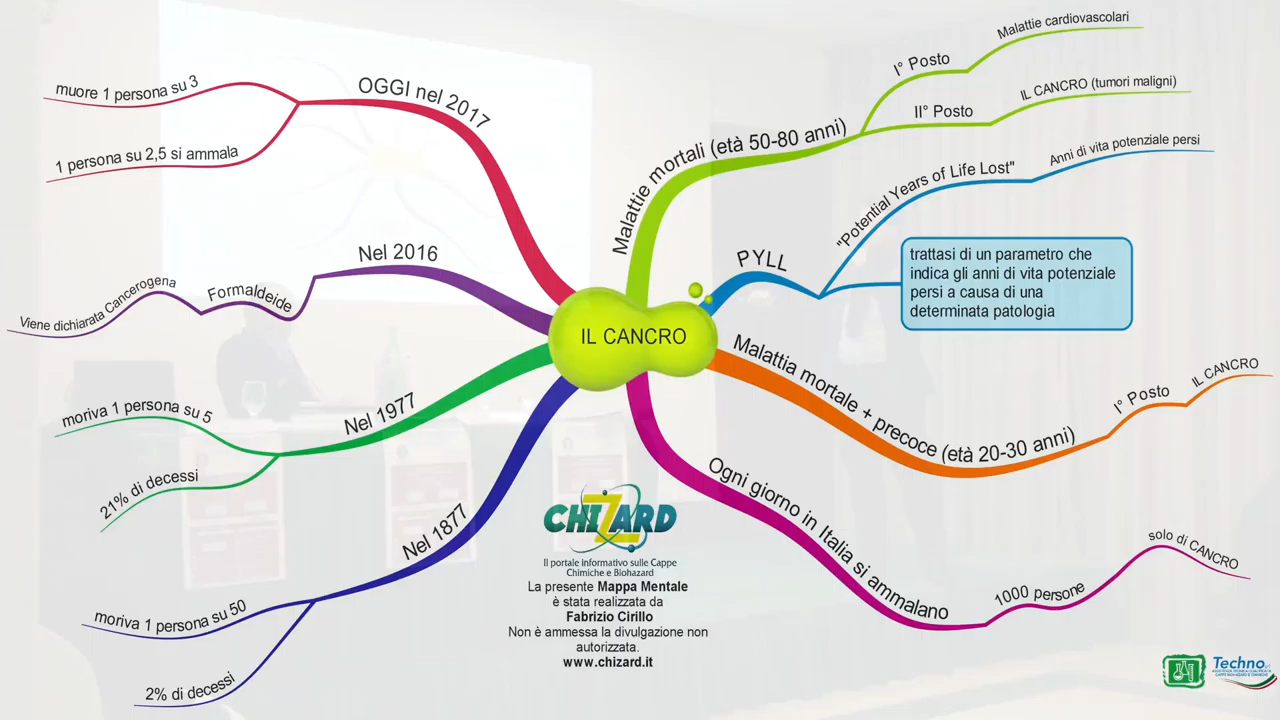 IL CANCRO
Malattie mortali (età 50-80 anni)
I° Posto
Malattie cardiovascolari
II° Posto
IL CANCRO (tumori maligni)
PYLL
"Potential Years of Life Lost"
Anni di vita potenziale persi
trattasi di un parametro che
indica gli anni di vita potenziale
persi a causa di una
determinata patologia
Malattia mortale + precoce (età 20-30 anni)
I° Posto
IL CANCRO
Ogni giorno in Italia si ammalano
1000 persone
solo di CANCRO
Nel 1877
moriva 1 persona su 50
2% di decessi
Nel 1977
moriva 1 persona su 5
21% di decessi
Nel 2016
Formaldeide
Viene dichiarata Cancerogena
OGGI nel 2017
muore 1 persona su 3
1 persona su 2,5 si ammala
CHIZARD
Il portale informativo sulle Cappe
Chimiche e Biohazard
La presente Mappa Mentale
è stata realizzata da
Fabrizio Cirillo
Non è ammessa la divulgazione non
autorizzata.
www.chizard.it
Techno